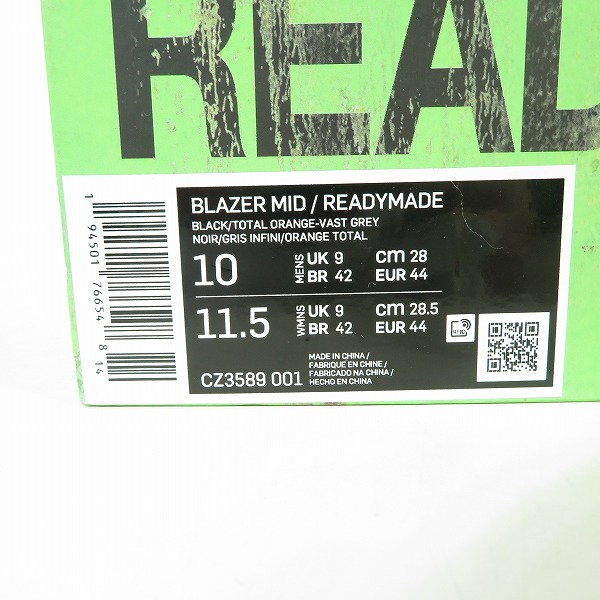 READ
BLAZER MID / READYMADE
BLACK/TOTAL ORANGE-VAST GREY
NOIR/GRIS INFINI/ORANGE TOTAL
10 MENS UK 9 CM 28
BR 42 EUR 44
11.5 WMNS UK 9 CM 28.5
BR 42 EUR 44
RFID
MADE IN CHINA /
FABRIQUE EN CHINE /
FABRICADO NA CHINA /
HECHO EN CHINA
CZ3589 001
1 94501 76654 8 14